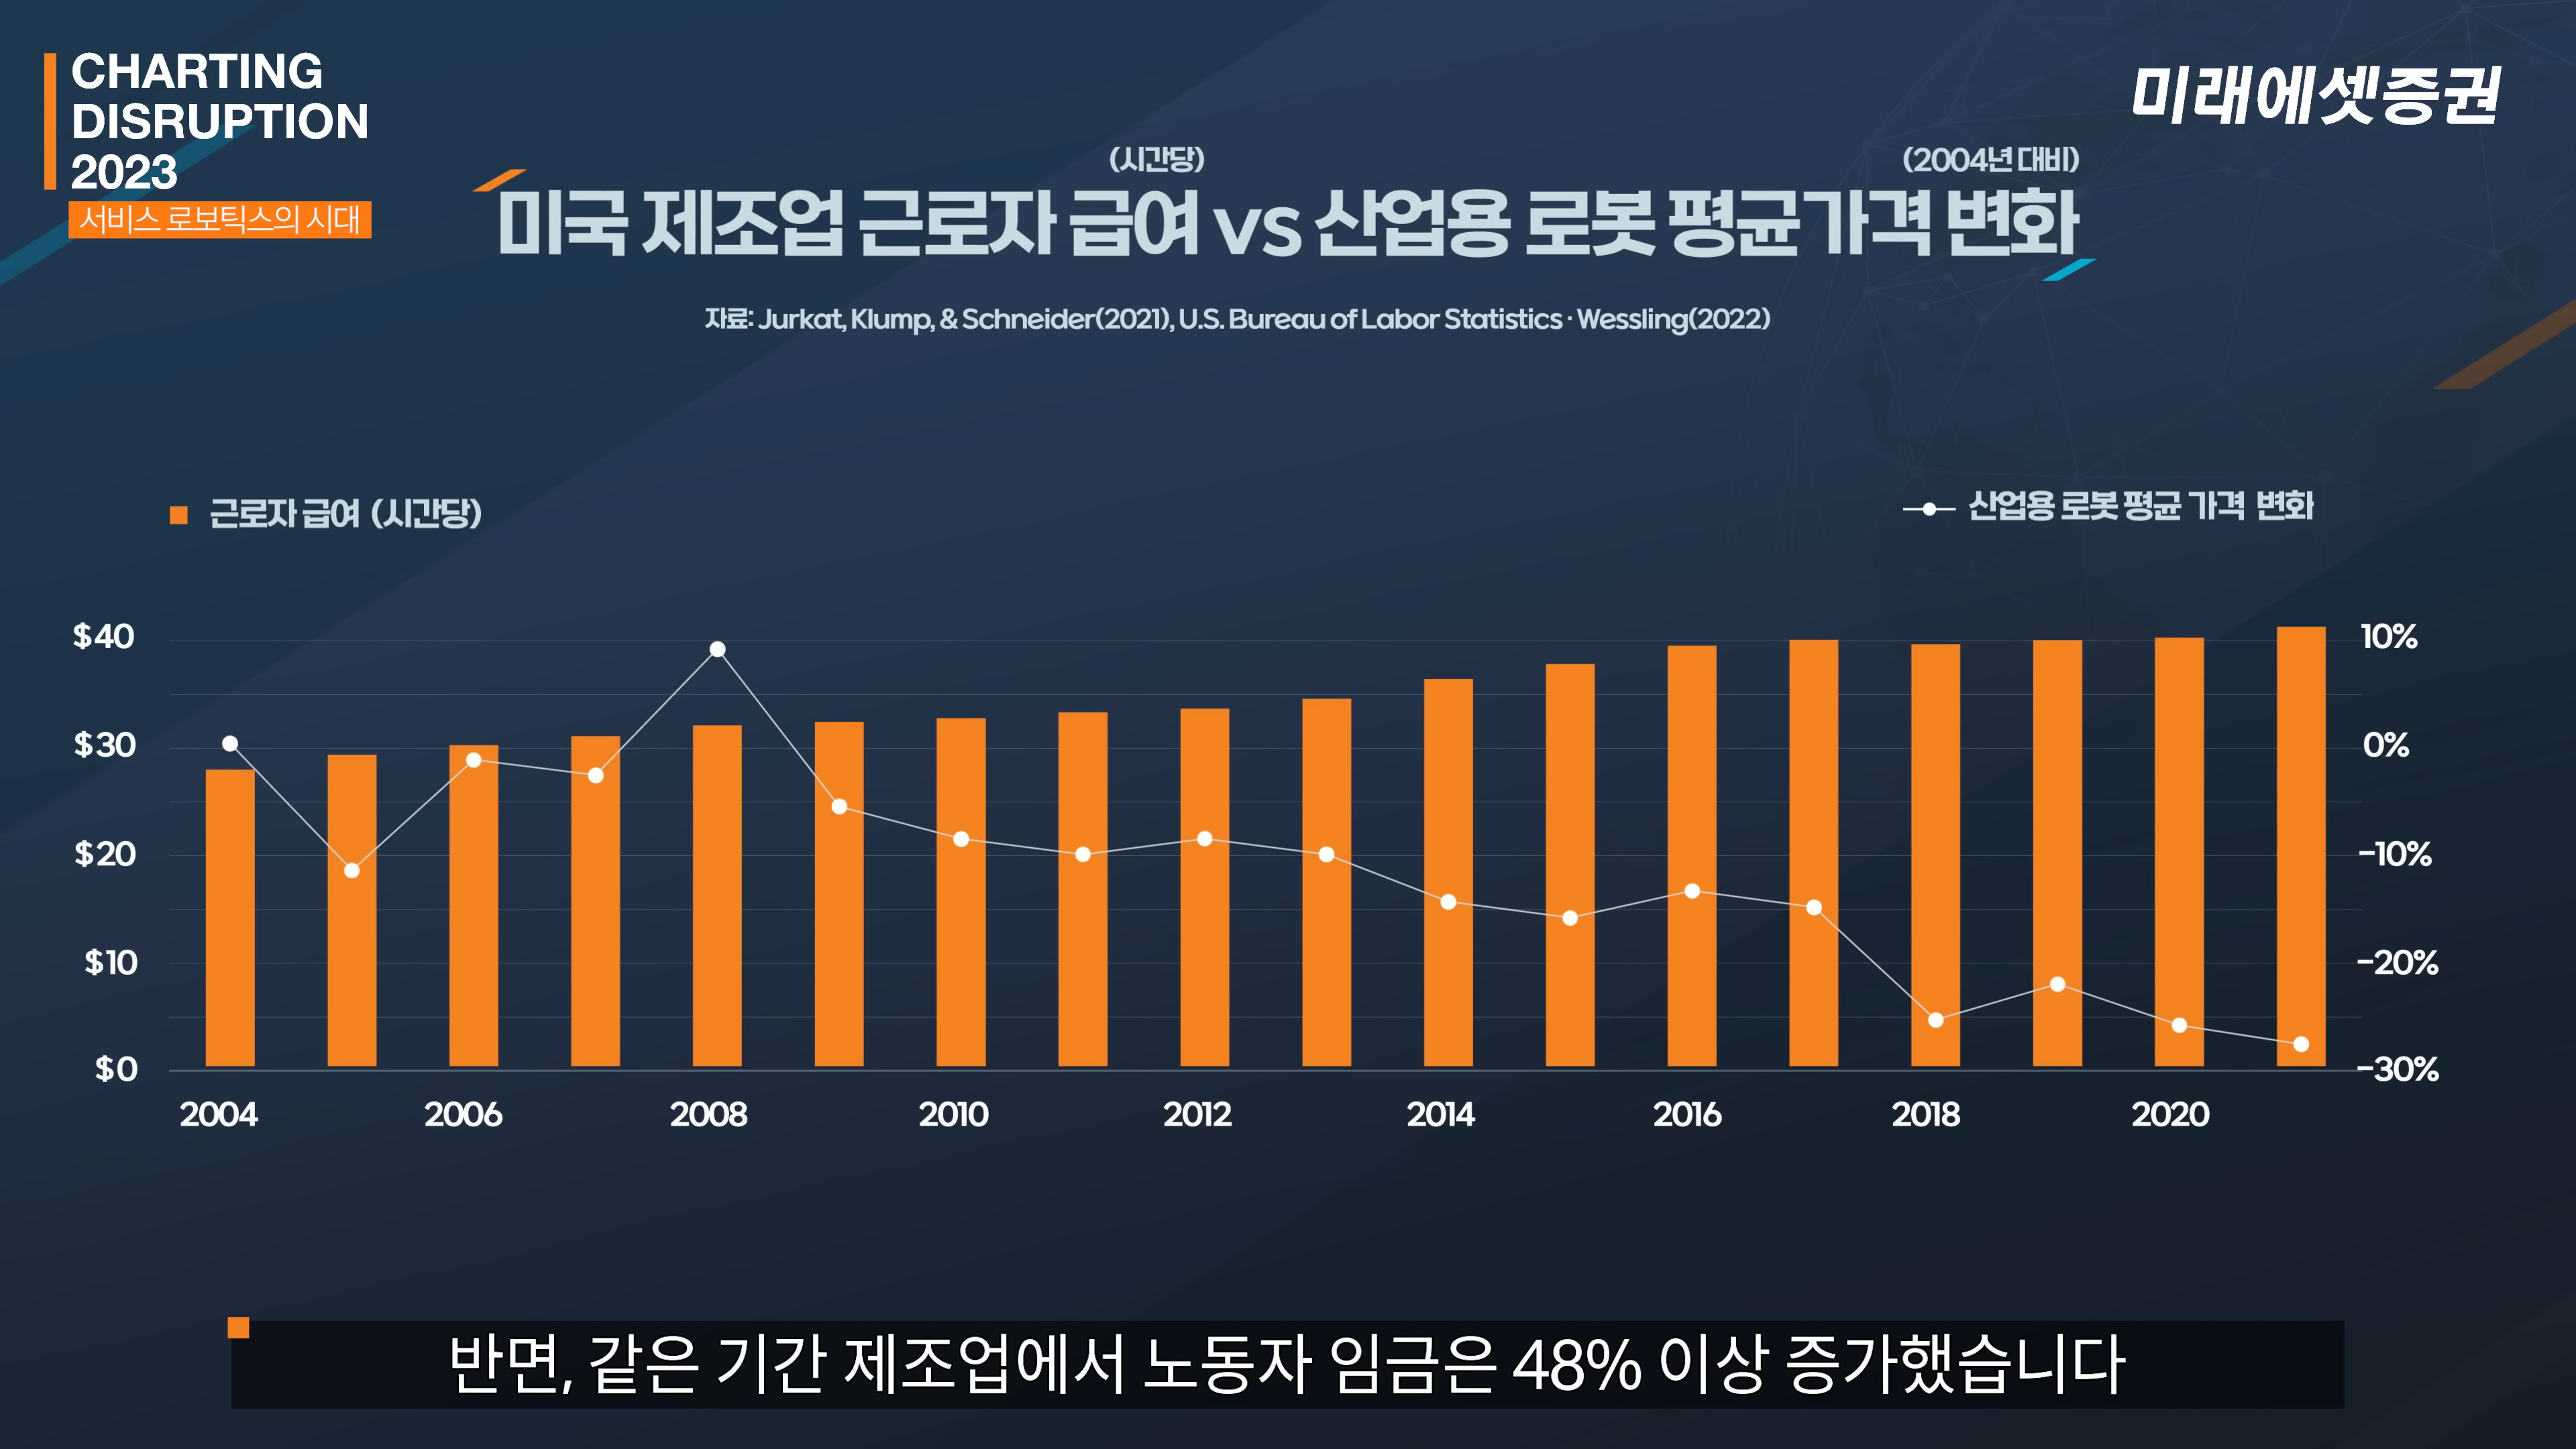 CHARTING
DISRUPTION
2023
서비스 로보틱스의 시대
미래에셋증권
(시간당)
(2004년 대비)
미국 제조업 근로자 급여 vs 산업용 로봇 평균가격 변화
자료: Jurkat, Klump, & Schneider(2021), U.S. Bureau of Labor Statistics · Wessling(2022)
근로자 급여 (시간당)
산업용 로봇 평균 가격 변화
$40
$30
$20
$10
$0
10%
0%
-10%
-20%
-30%
2004 2006 2008 2010 2012 2014 2016 2018 2020
반면, 같은 기간 제조업에서 노동자 임금은 48% 이상 증가했습니다